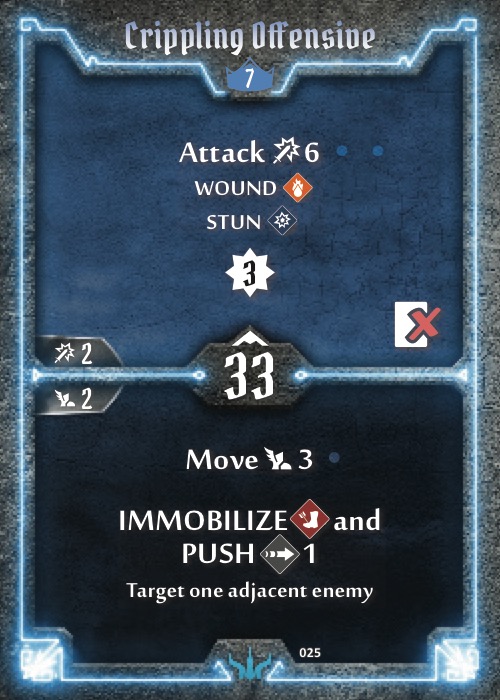 Crippling Offensive
7
Attack 6
WOUND
STUN
3
2
33
2
Move 3
IMMOBILIZE and
PUSH 1
Target one adjacent enemy
025